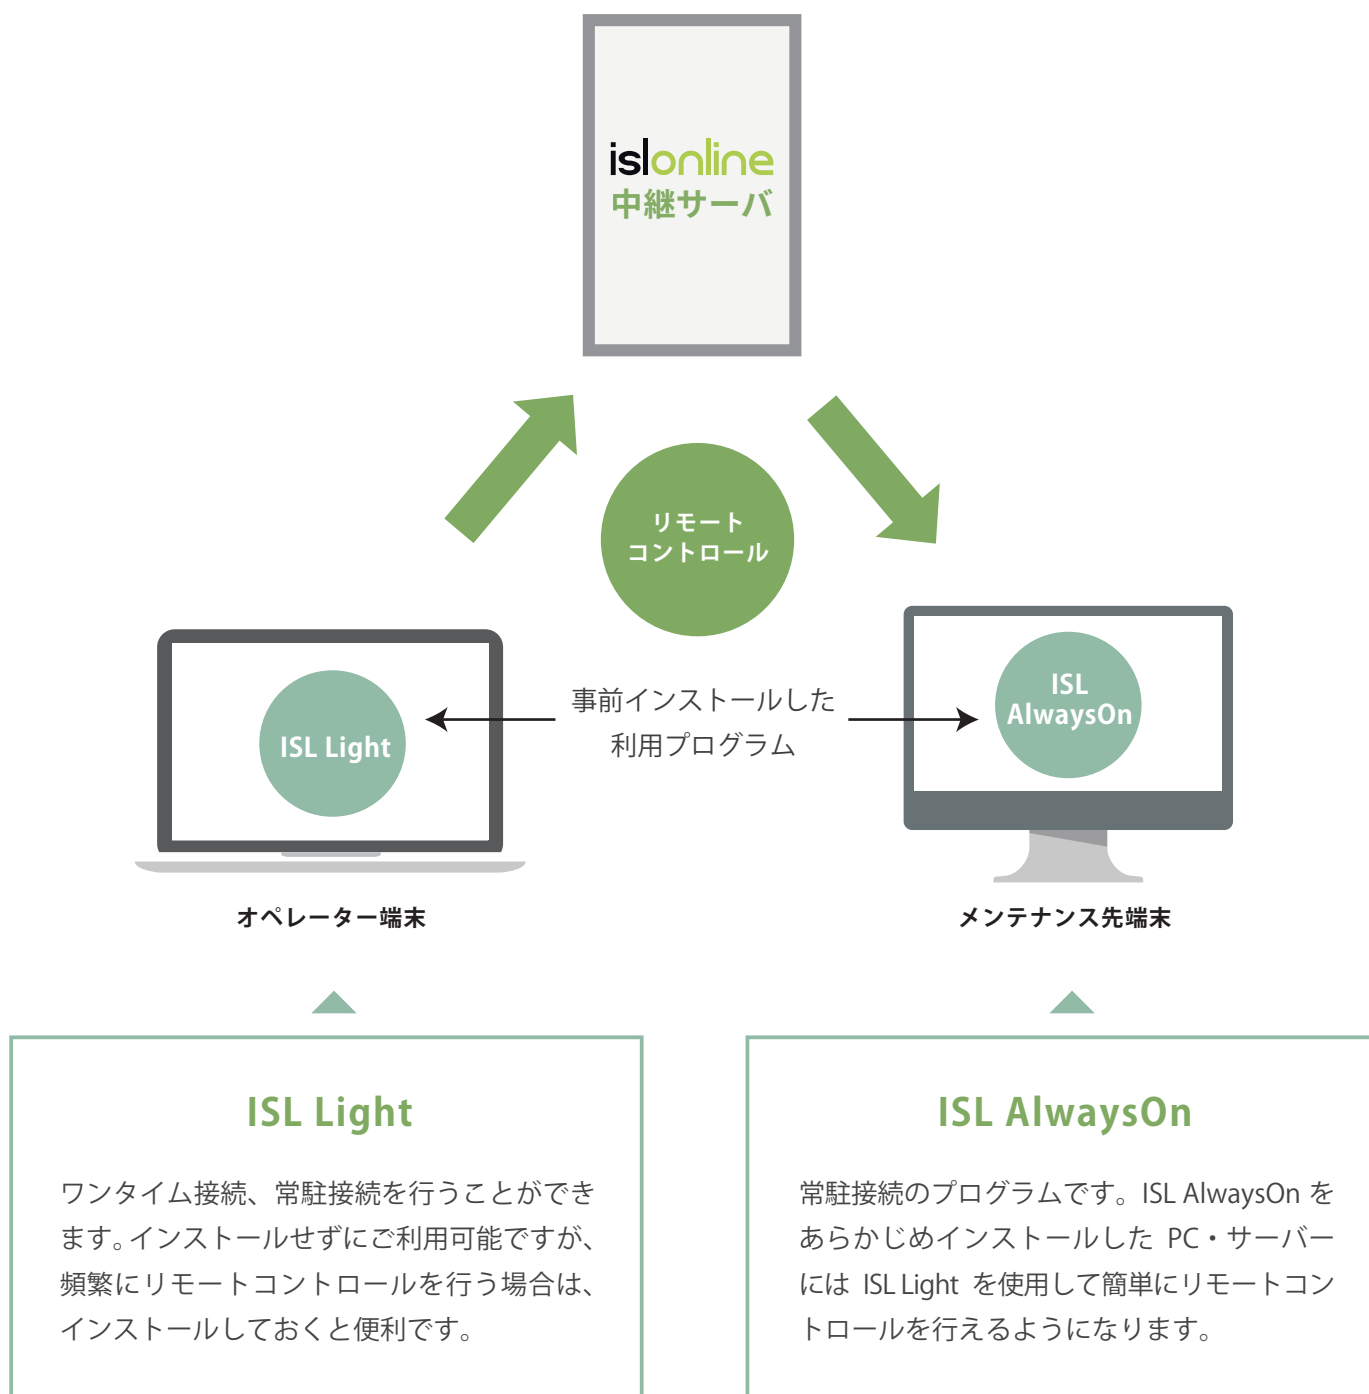 islonline
中継サーバ
リモート
コントロール
事前インストールした
利用プログラム
ISL Light
ISL
AlwaysOn
オペレーター端末
メンテナンス先端末
ISL Light
ワンタイム接続、常駐接続を行うことができ
ます。インストールせずにご利用可能ですが、
頻繁にリモートコントロールを行う場合は、
インストールしておくと便利です。
ISL AlwaysOn
常駐接続のプログラムです。ISL AlwaysOn を
あらかじめインストールした PC・サーバー
には ISL Light を使用して簡単にリモートコン
トロールを行えるようになります。